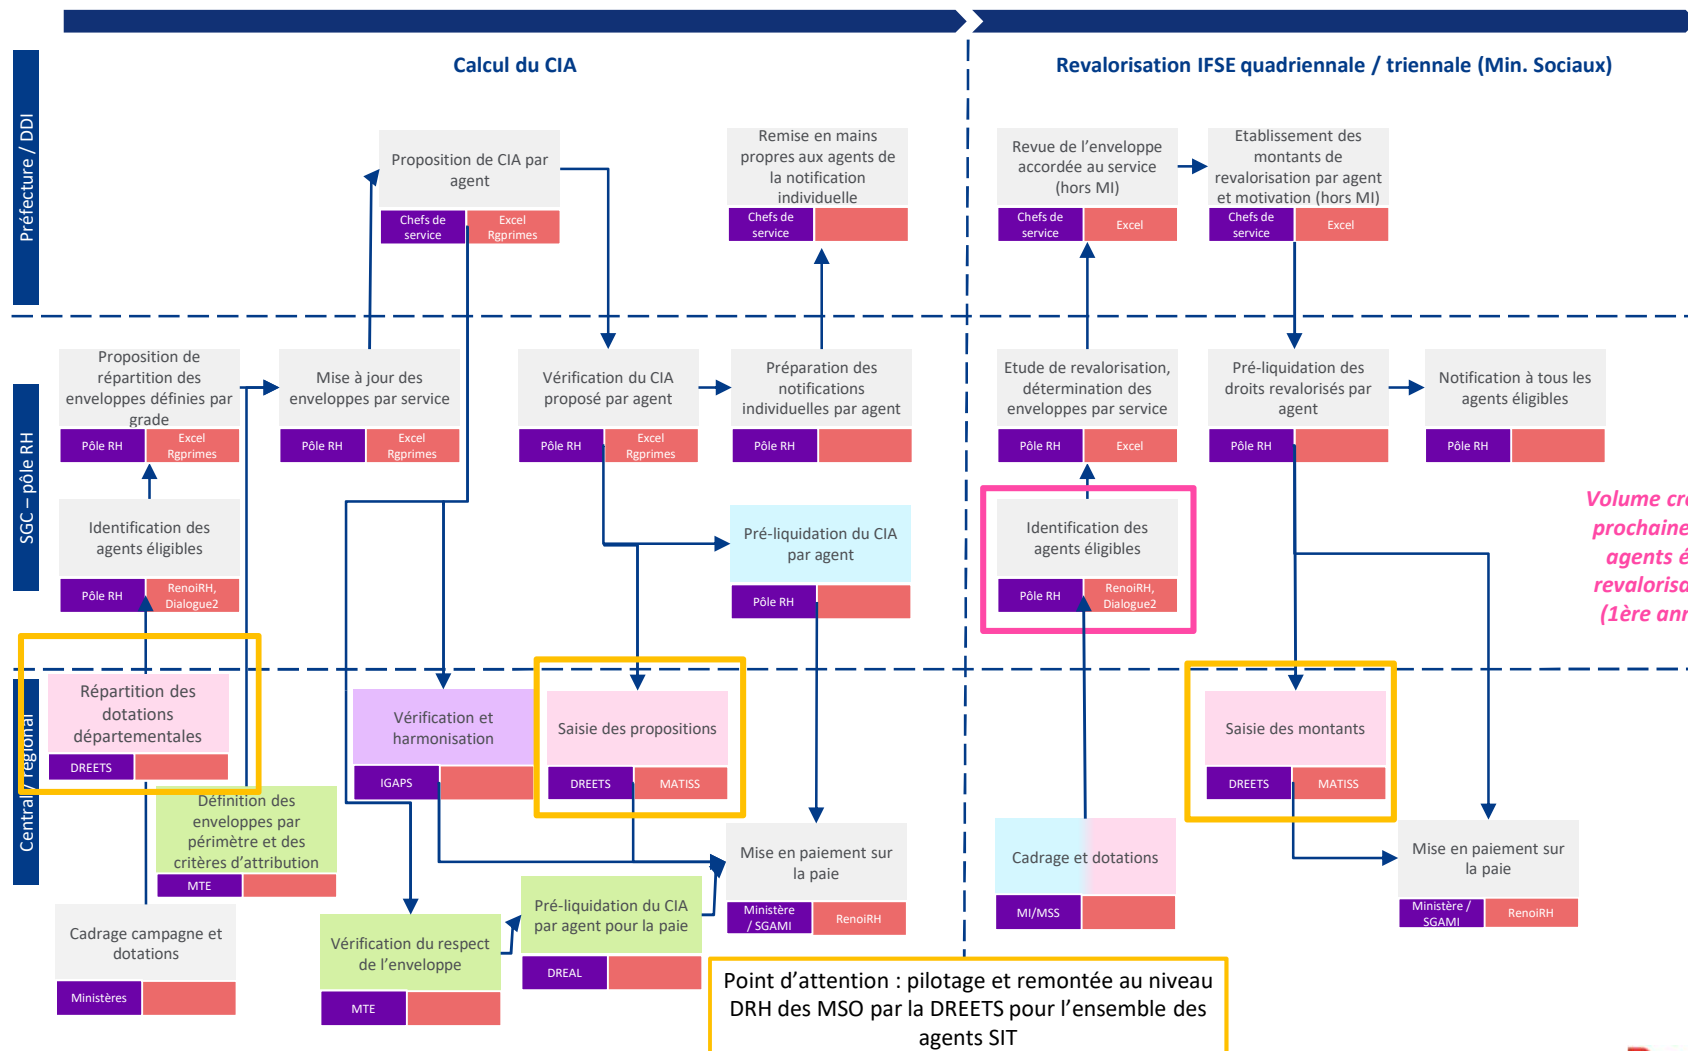 Calcul du CIA
Revalorisation IFSE quadriennale / triennale (Min. Sociaux)
Préfecture / DDI
Proposition de CIA par
agent
Chefs de
service
Excel
Rgprimes
Remise en mains
propres aux agents de
la notification
individuelle
Chefs de
service
Revue de l'enveloppe
accordée au service
(hors MI)
Chefs de
service
Excel
Etablissement des
montants de
revalorisation par agent
et motivation (hors MI)
Chefs de
service
Excel
SGC – pôle RH
Proposition de
répartition des
enveloppes définies par
grade
Pôle RH
Excel
Rgprimes
Mise à jour des
enveloppes par service
Pôle RH
Excel
Rgprimes
Vérification du CIA
proposé par agent
Pôle RH
Excel
Rgprimes
Préparation des
notifications
individuelles par agent
Pôle RH
Etude de revalorisation,
détermination des
enveloppes par service
Pôle RH
Excel
Pré-liquidation des
droits revalorisés par
agent
Pôle RH
Notification à tous les
agents éligibles
Pôle RH
Identification des
agents éligibles
Pôle RH
RenoiRH,
Dialogue2
Pré-liquidation du CIA
par agent
Pôle RH
Identification des
agents éligibles
Pôle RH
RenoiRH,
Dialogue2
Volume cr
prochaine
agents é
revaloris
(1ère an
Central / régional
Répartition des
dotations
départementales
DREETS
Vérification et
harmonisation
IGAPS
Saisie des propositions
DREETS
MATISS
Saisie des montants
DREETS
MATISS
Définition des
enveloppes par
périmètre et des
critères d'attribution
MTE
Mise en paiement sur
la paie
Ministère
/ SGAMI
RenoiRH
Cadrage et dotations
MI/MSS
Mise en paiement sur
la paie
Ministère /
SGAMI
RenoiRH
Cadrage campagne et
dotations
Ministères
Vérification du respect
de l'enveloppe
MTE
Pré-liquidation du CIA
par agent pour la paie
DREAL
Point d'attention : pilotage et remontée au niveau
DRH des MSO par la DREETS pour l'ensemble des
agents SIT